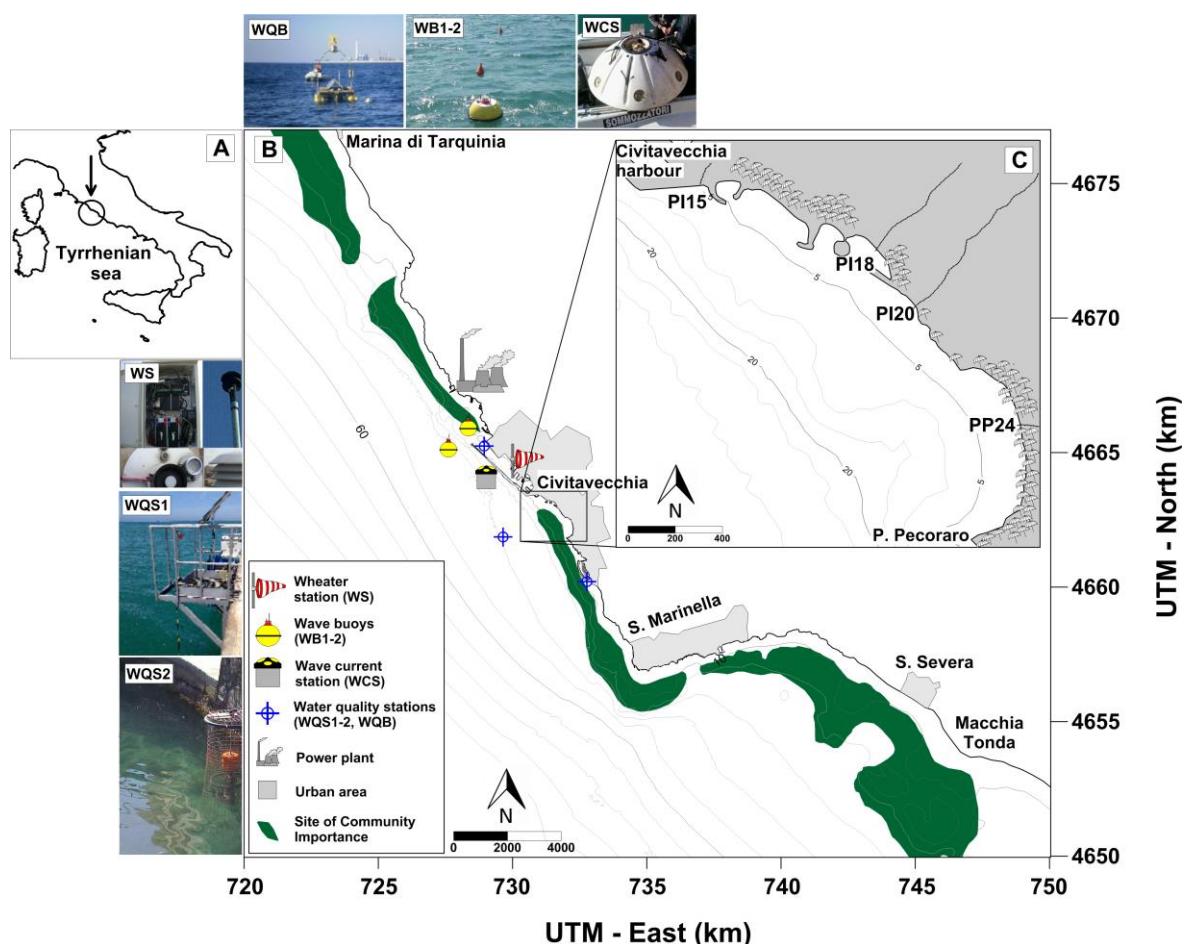 WQB
WB1-2
WCS
SOMMOZZATORI
A
Tyrrhenian
sea
B
Marina di Tarquinia
60
Civitavecchia
S. Marinella
S. Severa
Macchia
Tonda
C
Civitavecchia
harbour
PI15
PI18
PI20
PP24
P. Pecoraro
5
20
5
20
5
20
5
N
0 200 400
WS
WQS1
WQS2
Wheater
station (WS)
Wave buoys
(WB1-2)
Wave current
station (WCS)
Water quality stations
(WQS1-2, WQB)
Power plant
Urban area
Site of Community
Importance
N
0 2000 4000
4675
4670
4665
4660
4655
4650
UTM - North (km)
720 725 730 735 740 745 750
UTM - East (km)